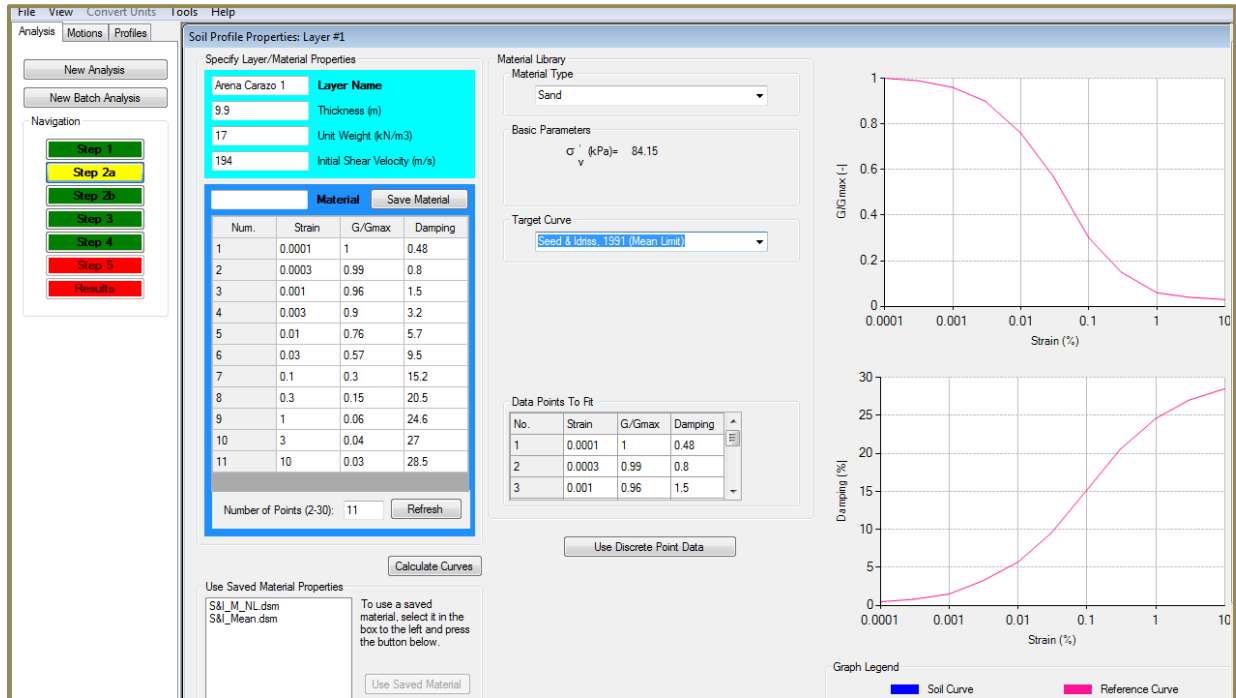 File View Convert Units Tools Help
Analysis Motions Profiles
New Analysis
New Batch Analysis
Navigation
Step 1
Step 2a
Step 2b
Step 3
Step 4
Step 5
Results
Soil Profile Properties: Layer #1
Specify Layer/Material Properties
Arena Carazo 1 Layer Name
9.9 Thickness (m)
17 Unit Weight (kN/m3)
194 Initial Shear Velocity (m/s)
Material Save Material
Num. Strain G/Gmax Damping
1 0.0001 1 0.48
2 0.0003 0.99 0.8
3 0.001 0.96 1.5
4 0.003 0.9 3.2
5 0.01 0.76 5.7
6 0.03 0.57 9.5
7 0.1 0.3 15.2
8 0.3 0.15 20.5
9 1 0.06 24.6
10 3 0.04 27
11 10 0.03 28.5
Number of Points (2-30): 11 Refresh
Calculate Curves
Use Saved Material Properties
S&I_M_NL.dsm
S&I_Mean.dsm
To use a saved
material, select it in the
box to the left and press
the button below.
Use Saved Material
Material Library
Material Type
Sand
Basic Parameters
σ'v (kPa)= 84.15
Target Curve
Seed & Idriss, 1991 (Mean Limit)
Data Points To Fit
No. Strain G/Gmax Damping
1 0.0001 1 0.48
2 0.0003 0.99 0.8
3 0.001 0.96 1.5
Use Discrete Point Data
G/Gmax [-]
1
0.8
0.6
0.4
0.2
0
0.0001 0.001 0.01 0.1 1 10
Strain (%)
Damping [%]
30
25
20
15
10
5
0
0.0001 0.001 0.01 0.1 1 10
Strain (%)
Graph Legend
Soil Curve Reference Curve